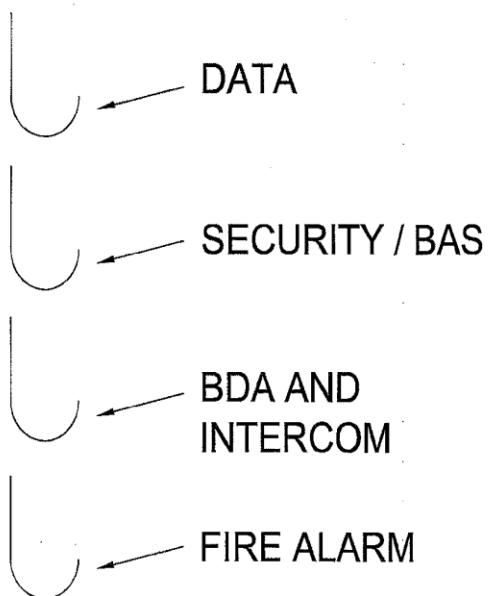 DATA
SECURITY / BAS
BDA AND
INTERCOM
FIRE ALARM